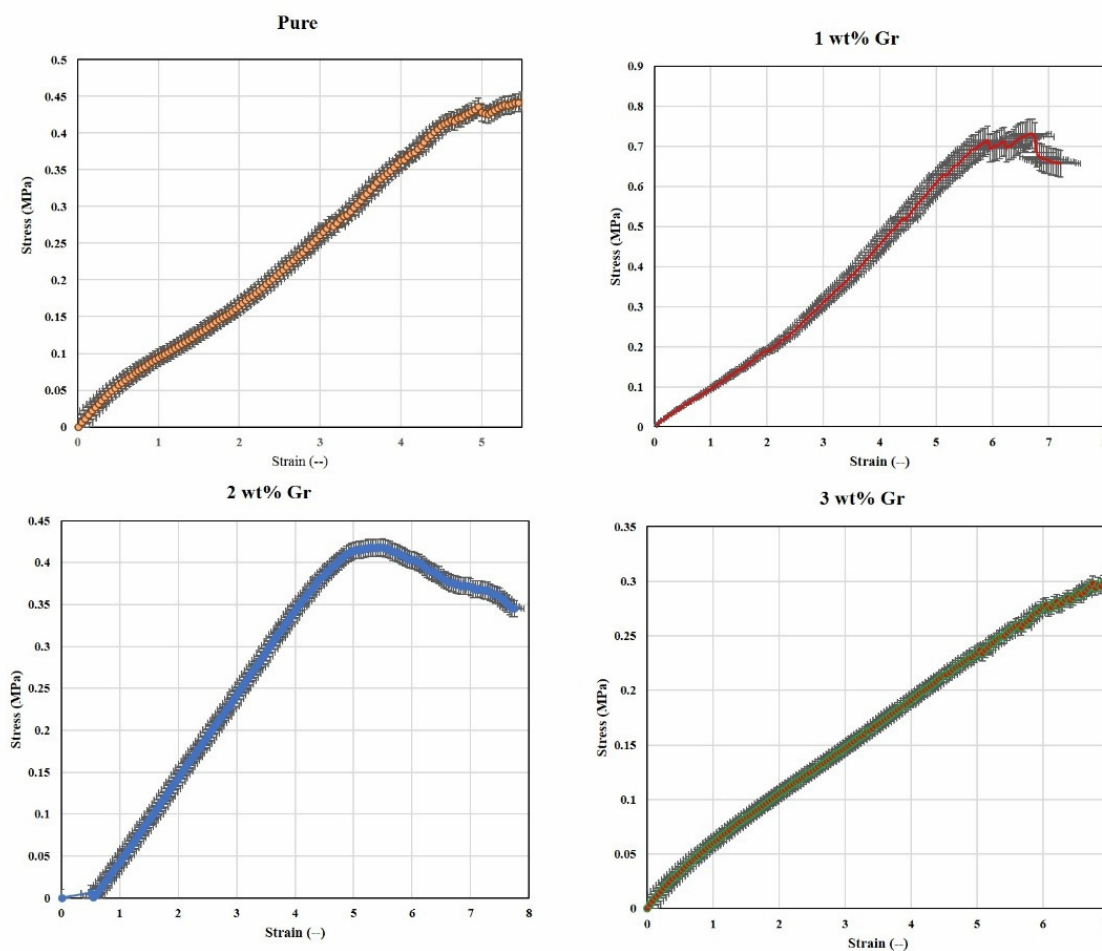 Pure
0.5
0.45
0.4
0.35
0.3
0.25
0.2
0.15
0.1
0.05
0
Stress (MPa)
0 1 2 3 4 5
Strain (--)
1 wt% Gr
0.9
0.8
0.7
0.6
0.5
0.4
0.3
0.2
0.1
0
Stress (MPa)
0 1 2 3 4 5 6 7
Strain (--)
2 wt% Gr
0.45
0.4
0.35
0.3
0.25
0.2
0.15
0.1
0.05
0
Stress (MPa)
0 1 2 3 4 5 6 7 8
Strain (--)
3 wt% Gr
0.35
0.3
0.25
0.2
0.15
0.1
0.05
0
Stress (MPa)
0 1 2 3 4 5 6
Strain (--)